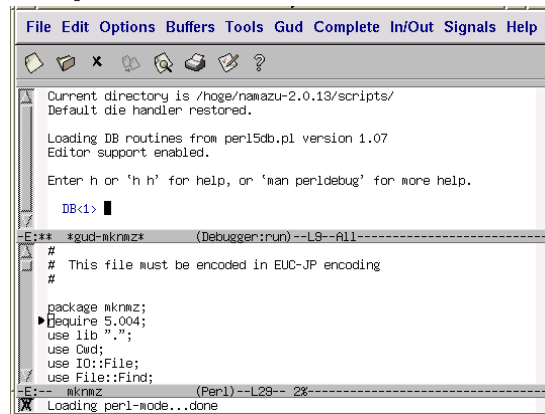 File Edit Options Buffers Tools Gud Complete In/Out Signals Help
Current directory is /hoge/namazu-2.0.13/scripts/
Default die handler restored.
Loading DB routines from perl5db.pl version 1.07
Editor support enabled.
Enter h or `h h' for help, or `man perldebug' for more help.
DB<1>
-E:** *gud-mknmz* (Debugger:run)--L9--All----------------------------
#
# This file must be encoded in EUC-JP encoding
#
package mknmz;
require 5.004;
use lib ".";
use Cwd;
use IO::File;
use File::Find;
-E:-- mknmz (Perl)--L29-- 2%----------------------------
Loading perl-mode...done